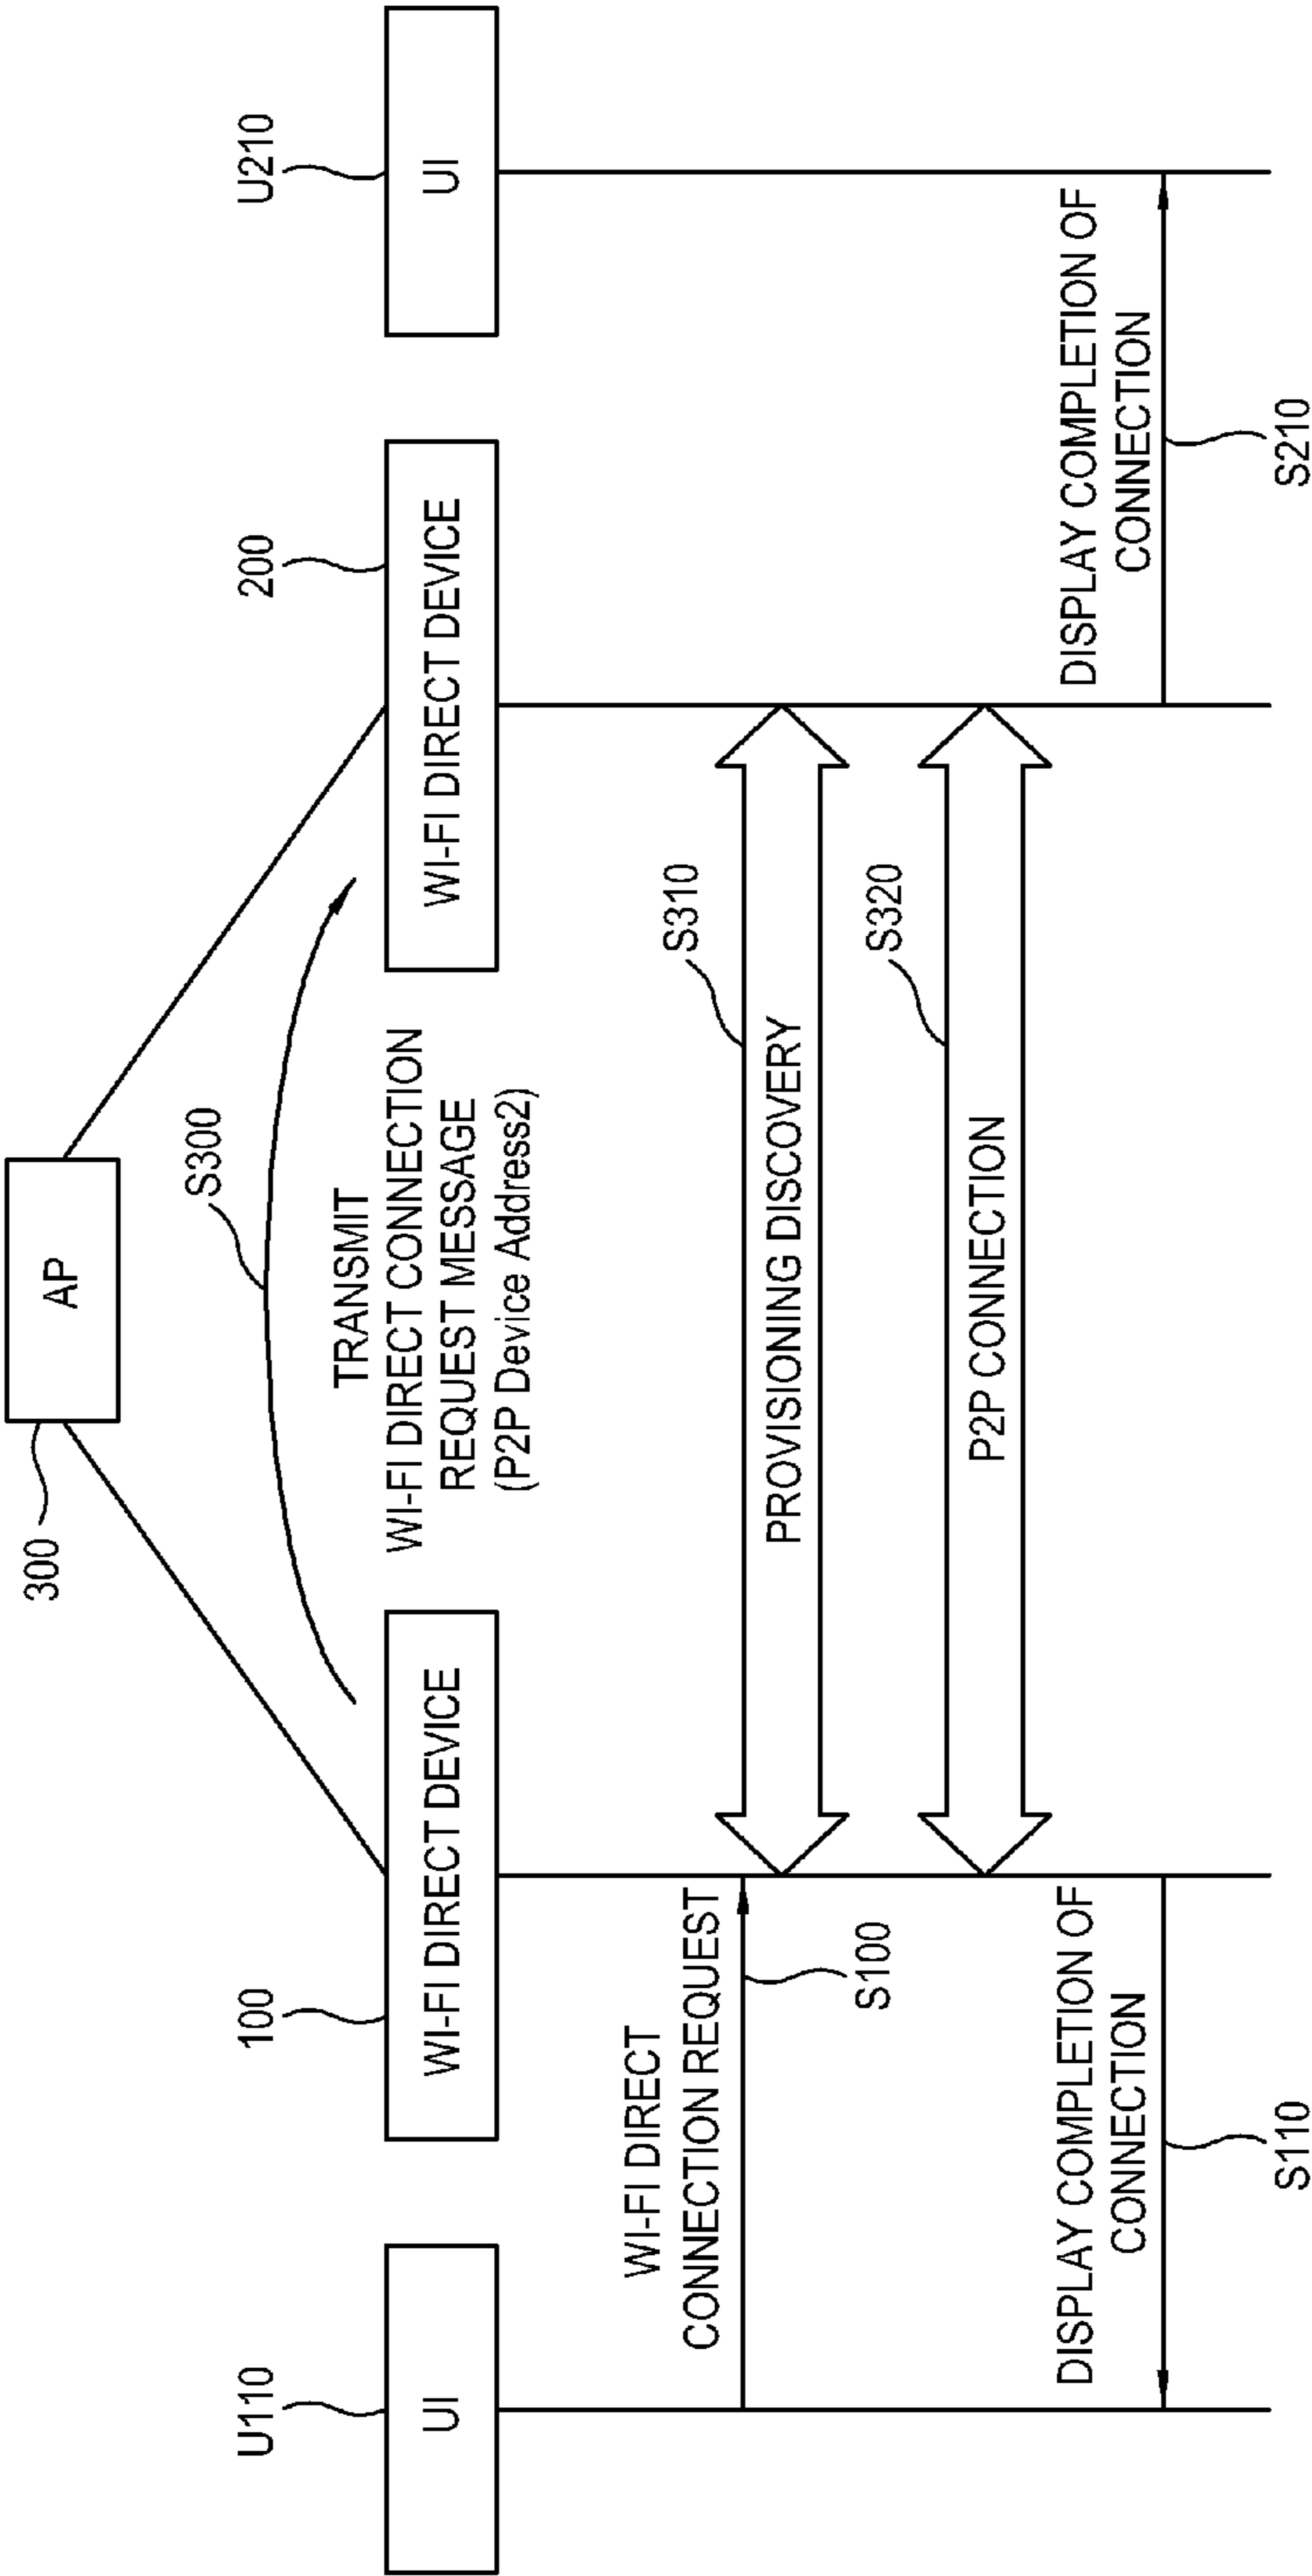 300
AP
S300
U110
100
200
U210
UI
WI-FI DIRECT DEVICE
TRANSMIT
WI-FI DIRECT CONNECTION
REQUEST MESSAGE
(P2P Device Address2)
WI-FI DIRECT DEVICE
UI
WI-FI DIRECT
CONNECTION REQUEST
S100
S310
PROVISIONING DISCOVERY
S320
P2P CONNECTION
DISPLAY COMPLETION OF
CONNECTION
S110
DISPLAY COMPLETION OF
CONNECTION
S210